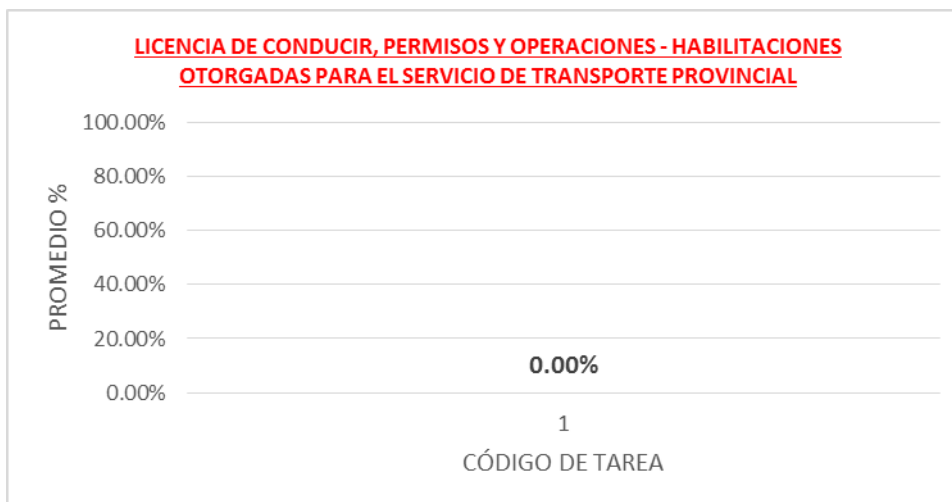 LICENCIA DE CONDUCIR, PERMISOS Y OPERACIONES - HABILITACIONES
OTORGADAS PARA EL SERVICIO DE TRANSPORTE PROVINCIAL
100.00%
80.00%
60.00%
40.00%
20.00%
0.00%
PROMEDIO %
0.00%
1
CÓDIGO DE TAREA